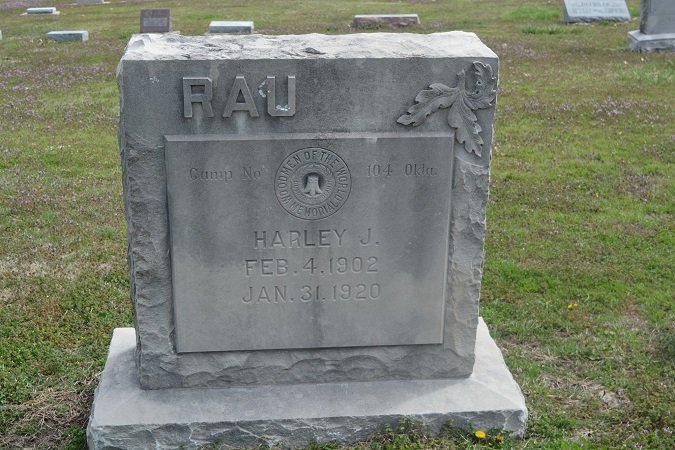 RAU
Camp No 104 Okla.
WOODMEN OF THE WORLD MEMORIAL
HARLEY J.
FEB. 4. 1902
JAN. 31. 1920